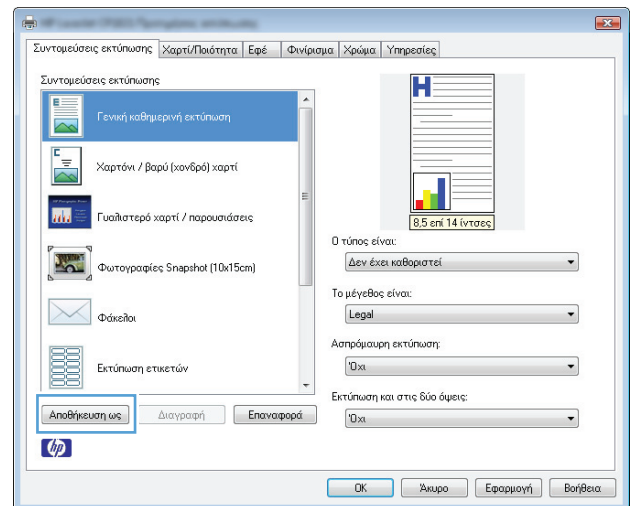 Συντομεύσεις εκτύπωσης Χαρτί/Ποιότητα Εφέ Φινίρισμα Χρώμα Υπηρεσίες
Συντομεύσεις εκτύπωσης
Γενική καθημερινή εκτύπωση
Χαρτόνι / βαρύ (χονδρό) χαρτί
Γυαλιστερό χαρτί / παρουσιάσεις
Φωτογραφίες Snapshot (10x15cm)
Φάκελοι
Εκτύπωση ετικετών
Αποθήκευση ως Διαγραφή Επαναφορά
8,5 επί 14 ίντσες
Ο τύπος είναι:
Δεν έχει καθοριστεί
Το μέγεθος είναι:
Legal
Ασπρόμαυρη εκτύπωση:
Όχι
Εκτύπωση και στις δύο όψεις:
Όχι
hp
OK Άκυρο Εφαρμογή Βοήθεια